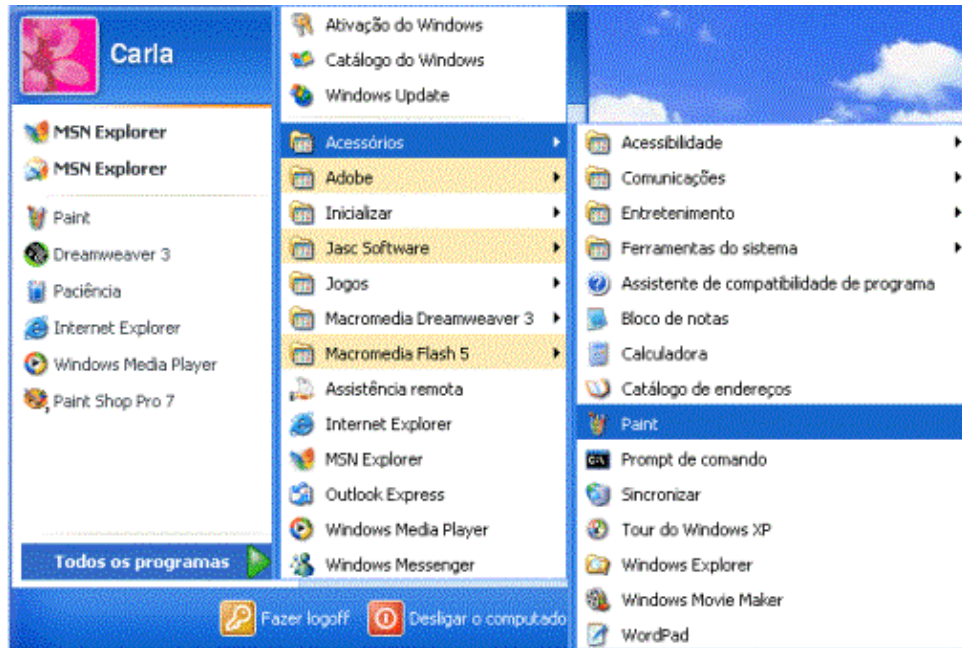 Carla
MSN Explorer
MSN Explorer
Paint
Dreamweaver 3
Paciência
Internet Explorer
Windows Media Player
Paint Shop Pro 7
Todos os programas
Ativação do Windows
Catálogo do Windows
Windows Update
Acessórios
Adobe
Inicializar
Jasc Software
Jogos
Macromedia Dreamweaver 3
Macromedia Flash 5
Assistência remota
Internet Explorer
MSN Explorer
Outlook Express
Windows Media Player
Windows Messenger
Acessibilidade
Comunicações
Entretenimento
Ferramentas do sistema
Assistente de compatibilidade de programa
Bloco de notas
Calculadora
Catálogo de endereços
Paint
Prompt de comando
Sincronizar
Tour do Windows XP
Windows Explorer
Windows Movie Maker
WordPad
Fazer logoff
Desligar o computado